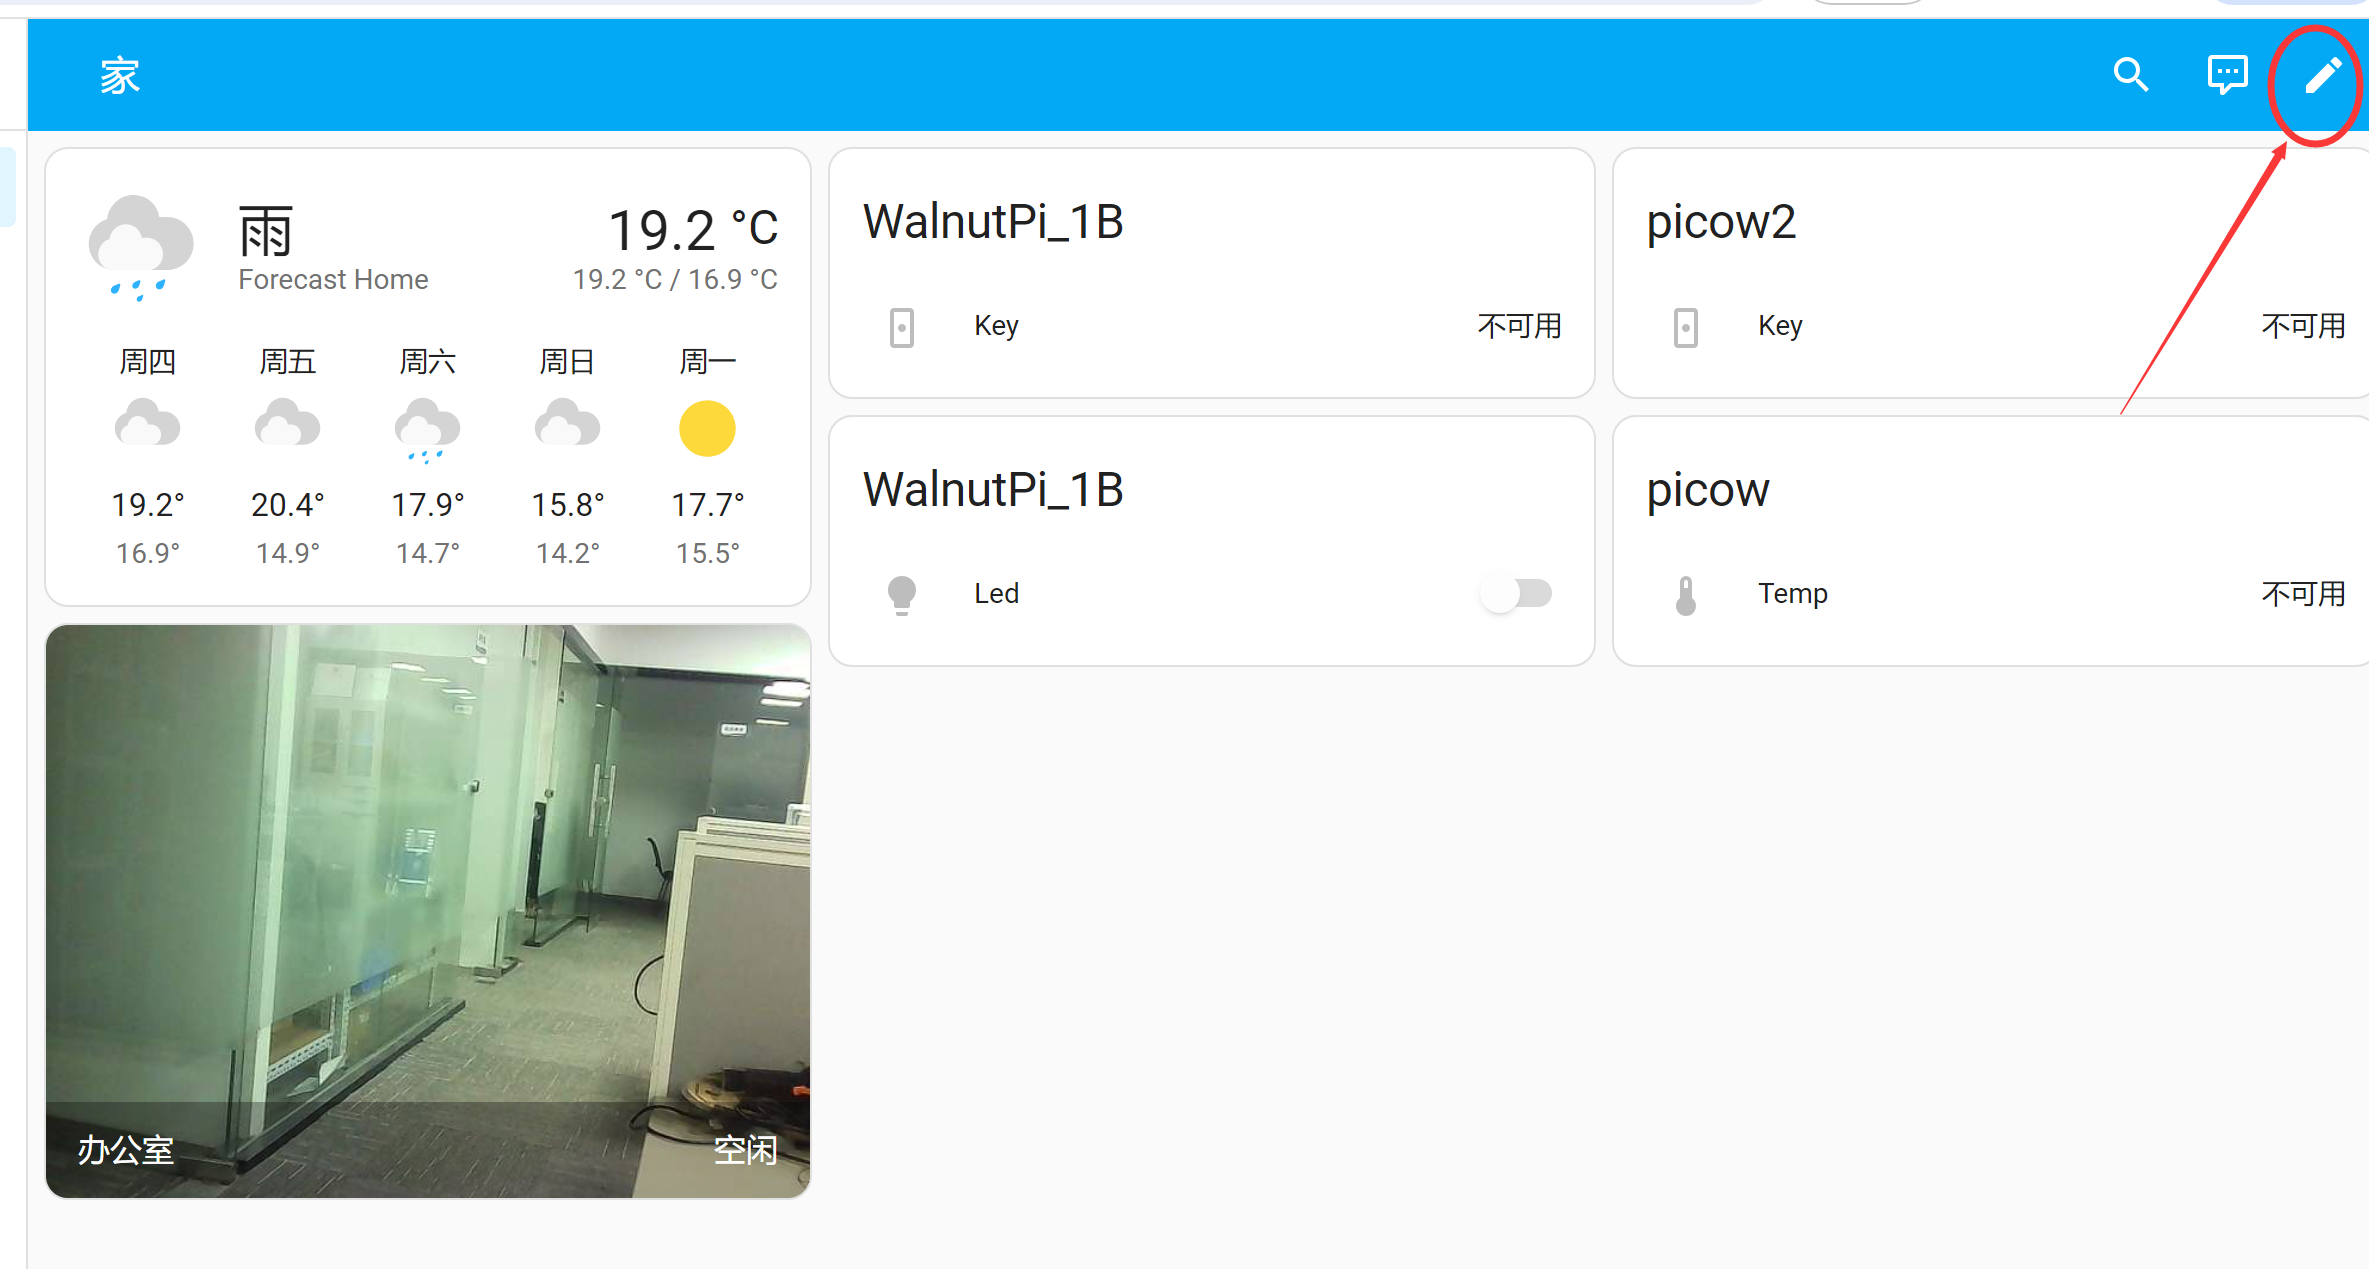 家
雨
19.2 °C
Forecast Home
19.2 °C / 16.9 °C
周四 周五 周六 周日 周一
19.2° 20.4° 17.9° 15.8° 17.7°
16.9° 14.9° 14.7° 14.2° 15.5°
办公室 空闲
WalnutPi_1B
Key 不可用
WalnutPi_1B
Led
picow2
Key 不可用
picow
Temp 不可用